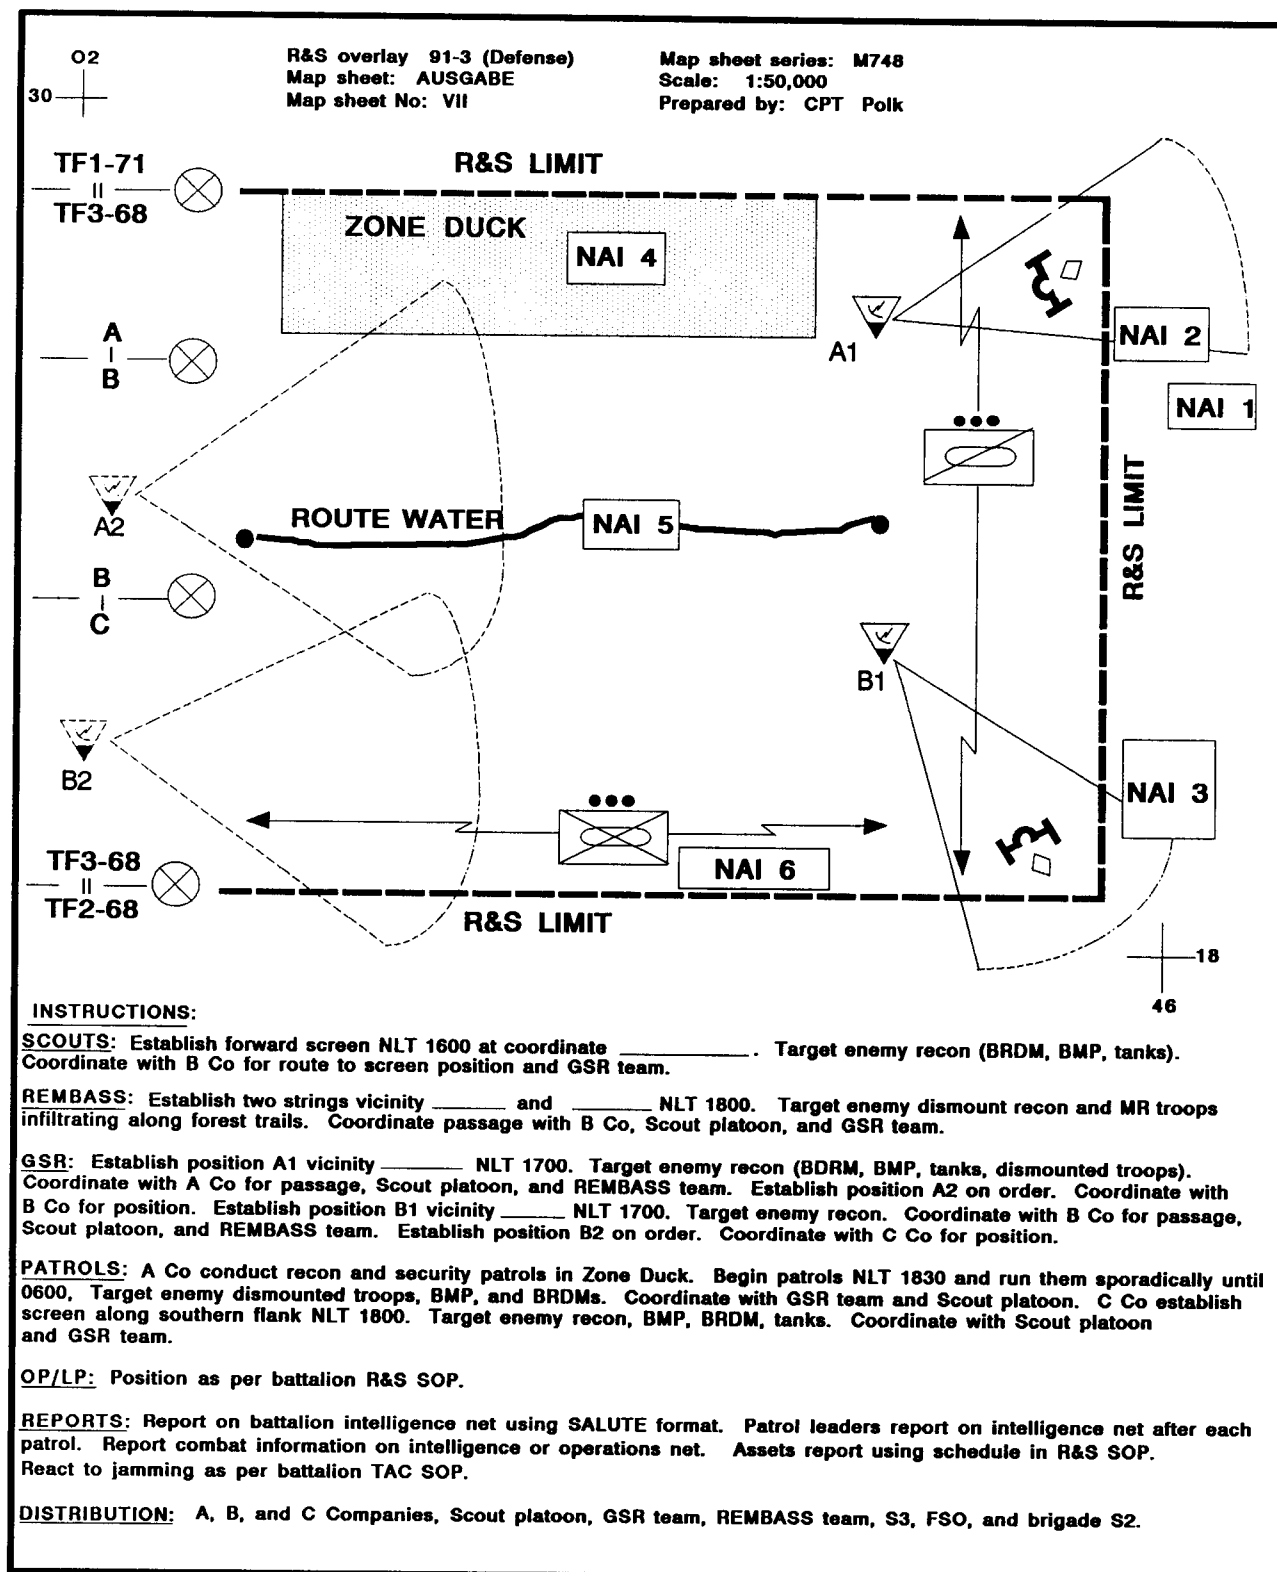 R&S overlay 91-3 (Defense)
Map sheet: AUSGABE
Map sheet No: VII
Map sheet series: M748
Scale: 1:50,000
Prepared by: CPT Polk
02
30
TF1-71
II
TF3-68
R&S LIMIT
ZONE DUCK
NAI 4
A1
NAI 2
NAI 1
A
I
B
R&S LIMIT
A2
ROUTE WATER
NAI 5
B
I
C
B1
B2
NAI 3
NAI 6
TF3-68
II
TF2-68
R&S LIMIT
18
46
INSTRUCTIONS:
SCOUTS: Establish forward screen NLT 1600 at coordinate __________. Target enemy recon (BRDM, BMP, tanks).
Coordinate with B Co for route to screen position and GSR team.
REMBASS: Establish two strings vicinity ______ and ______ NLT 1800. Target enemy dismount recon and MR troops
infiltrating along forest trails. Coordinate passage with B Co, Scout platoon, and GSR team.
GSR: Establish position A1 vicinity ______ NLT 1700. Target enemy recon (BDRM, BMP, tanks, dismounted troops).
Coordinate with A Co for passage, Scout platoon, and REMBASS team. Establish position A2 on order. Coordinate with
B Co for position. Establish position B1 vicinity _____ NLT 1700. Target enemy recon. Coordinate with B Co for passage,
Scout platoon, and REMBASS team. Establish position B2 on order. Coordinate with C Co for position.
PATROLS: A Co conduct recon and security patrols in Zone Duck. Begin patrols NLT 1830 and run them sporadically until
0600, Target enemy dismounted troops, BMP, and BRDMs. Coordinate with GSR team and Scout platoon. C Co establish
screen along southern flank NLT 1800. Target enemy recon, BMP, BRDM, tanks. Coordinate with Scout platoon
and GSR team.
OP/LP: Position as per battalion R&S SOP.
REPORTS: Report on battalion intelligence net using SALUTE format. Patrol leaders report on intelligence net after each
patrol. Report combat information on intelligence or operations net. Assets report using schedule in R&S SOP.
React to jamming as per battalion TAC SOP.
DISTRIBUTION: A, B, and C Companies, Scout platoon, GSR team, REMBASS team, S3, FSO, and brigade S2.